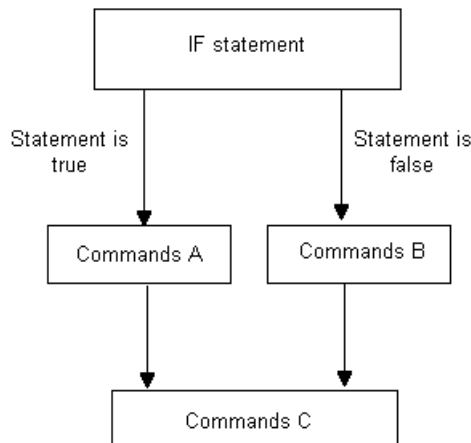 IF statement
Statement is
true
Statement is
false
Commands A
Commands B
Commands C